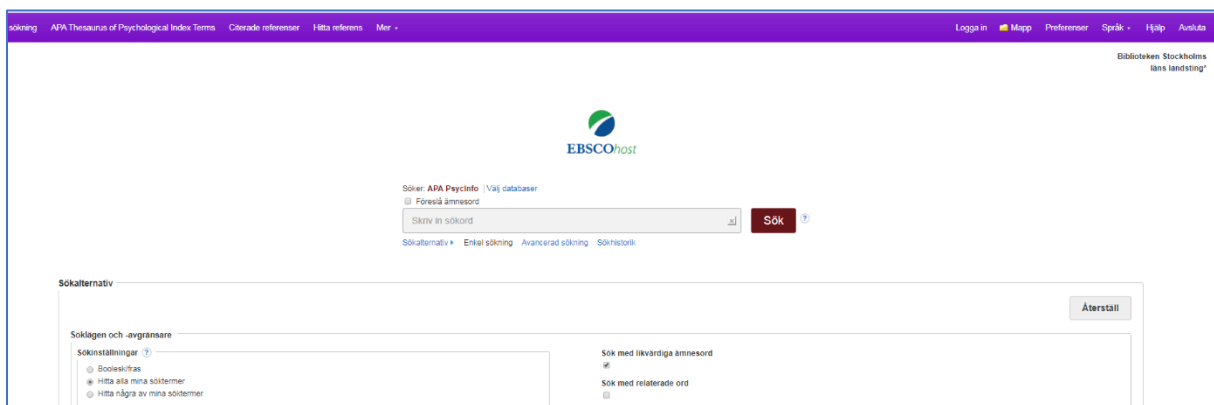 sökning APA Thesaurus of Psychological Index Terms Citerade referenser Hitta referens Mer Logga in Mapp Preferenser Språk Hjälp Avsluta
Biblioteken Stockholms
läns landsting*
EBSCOhost
Söker: APA PsycInfo | Välj databaser
Föreslå ämnesord
Skriv in sökord x Sök ?
Sökalternativ Enkel sökning Avancerad sökning Sökhistorik
Sökalternativ
Återställ
Söklägen och -avgränsare
Sökinställningar ?
Sök med likvärdiga ämnesord
Boolesk/fras
Hitta alla mina söktermer
Sök med relaterade ord
Hitta några av mina söktermer